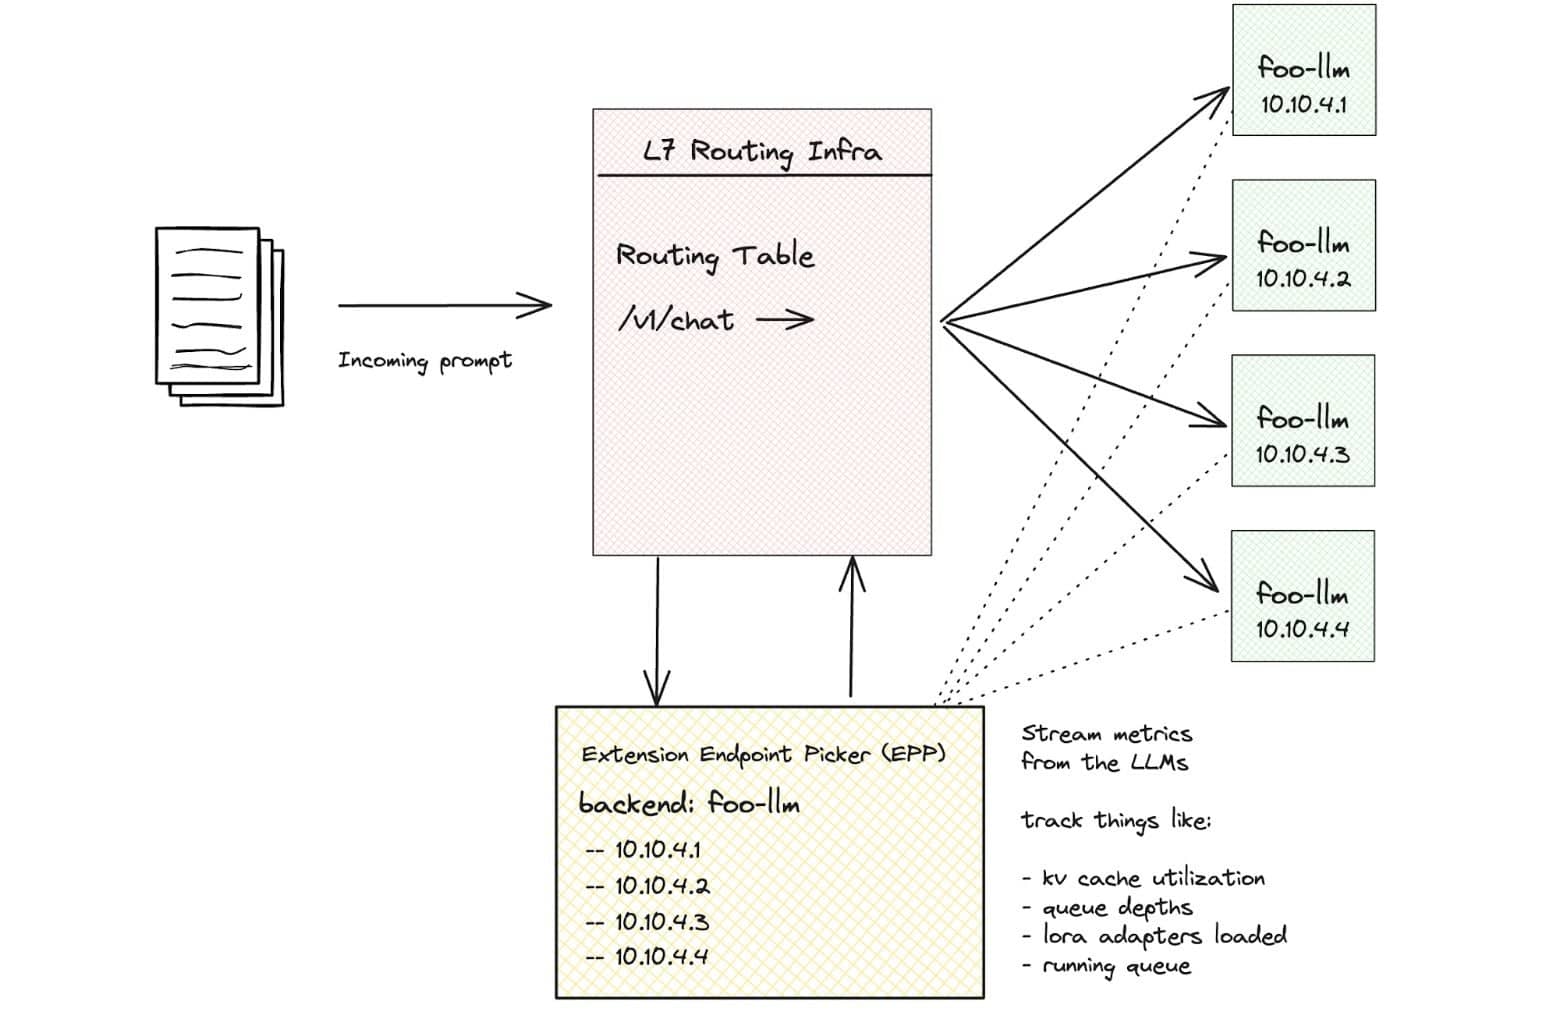 Incoming prompt
L7 Routing Infra
Routing Table
/v1/chat
foo-llm
10.10.4.1
foo-llm
10.10.4.2
foo-llm
10.10.4.3
foo-llm
10.10.4.4
Extension Endpoint Picker (EPP)
backend: foo-llm
-- 10.10.4.1
-- 10.10.4.2
-- 10.10.4.3
-- 10.10.4.4
Stream metrics
from the LLMs
track things like:
- kv cache utilization
- queue depths
- lora adapters loaded
- running queue